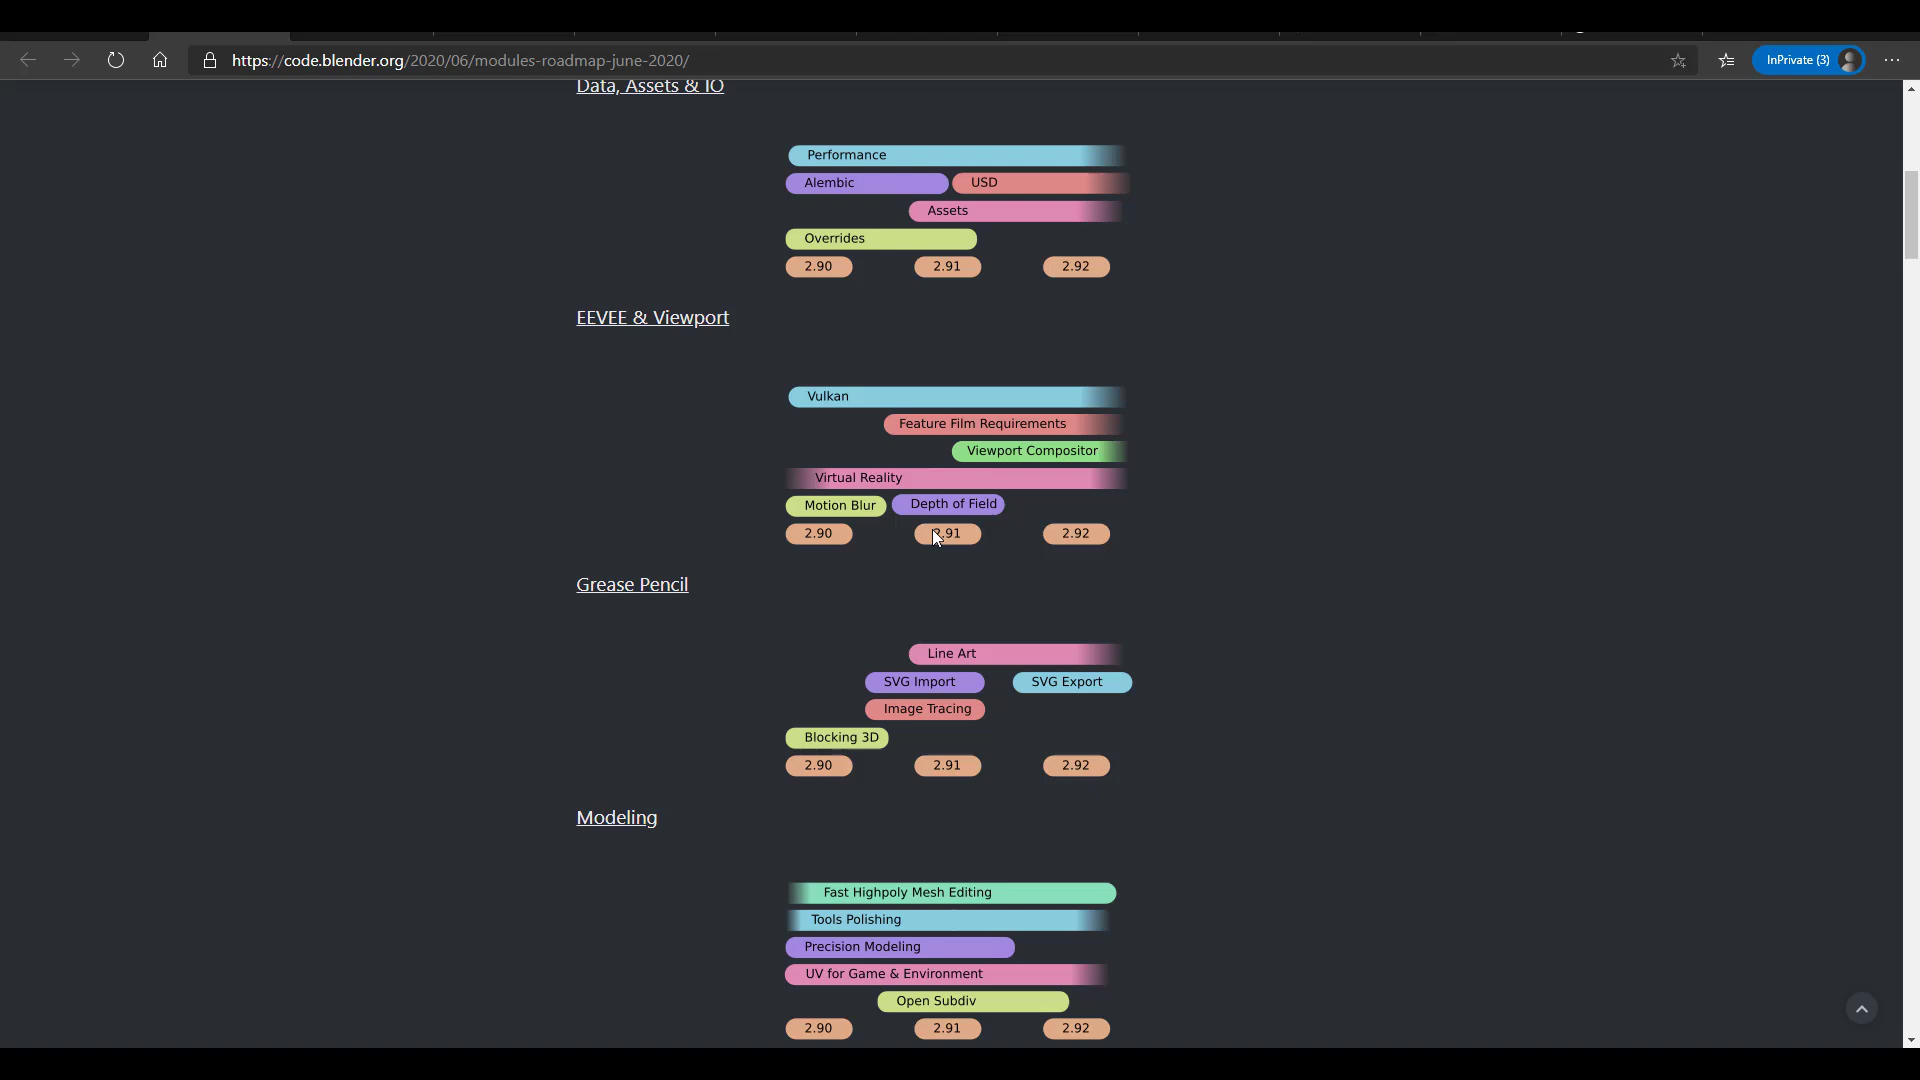 https://code.blender.org/2020/06/modules-roadmap-june-2020/
InPrivate (3)
Data, Assets & IO
Performance
Alembic USD
Assets
Overrides
2.90 2.91 2.92
EEVEE & Viewport
Vulkan
Feature Film Requirements
Viewport Compositor
Virtual Reality
Motion Blur Depth of Field
2.90 2.91 2.92
Grease Pencil
Line Art
SVG Import SVG Export
Image Tracing
Blocking 3D
2.90 2.91 2.92
Modeling
Fast Highpoly Mesh Editing
Tools Polishing
Precision Modeling
UV for Game & Environment
Open Subdiv
2.90 2.91 2.92